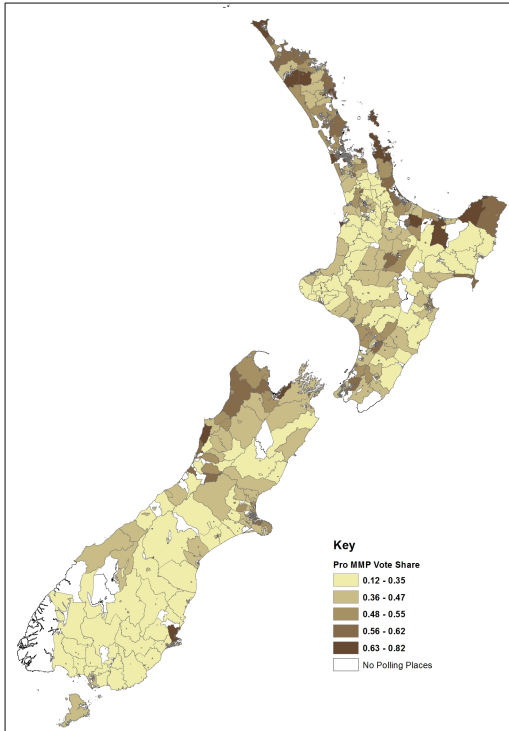 Key
Pro MMP Vote Share
0.12 - 0.35
0.36 - 0.47
0.48 - 0.55
0.56 - 0.62
0.63 - 0.82
No Polling Places